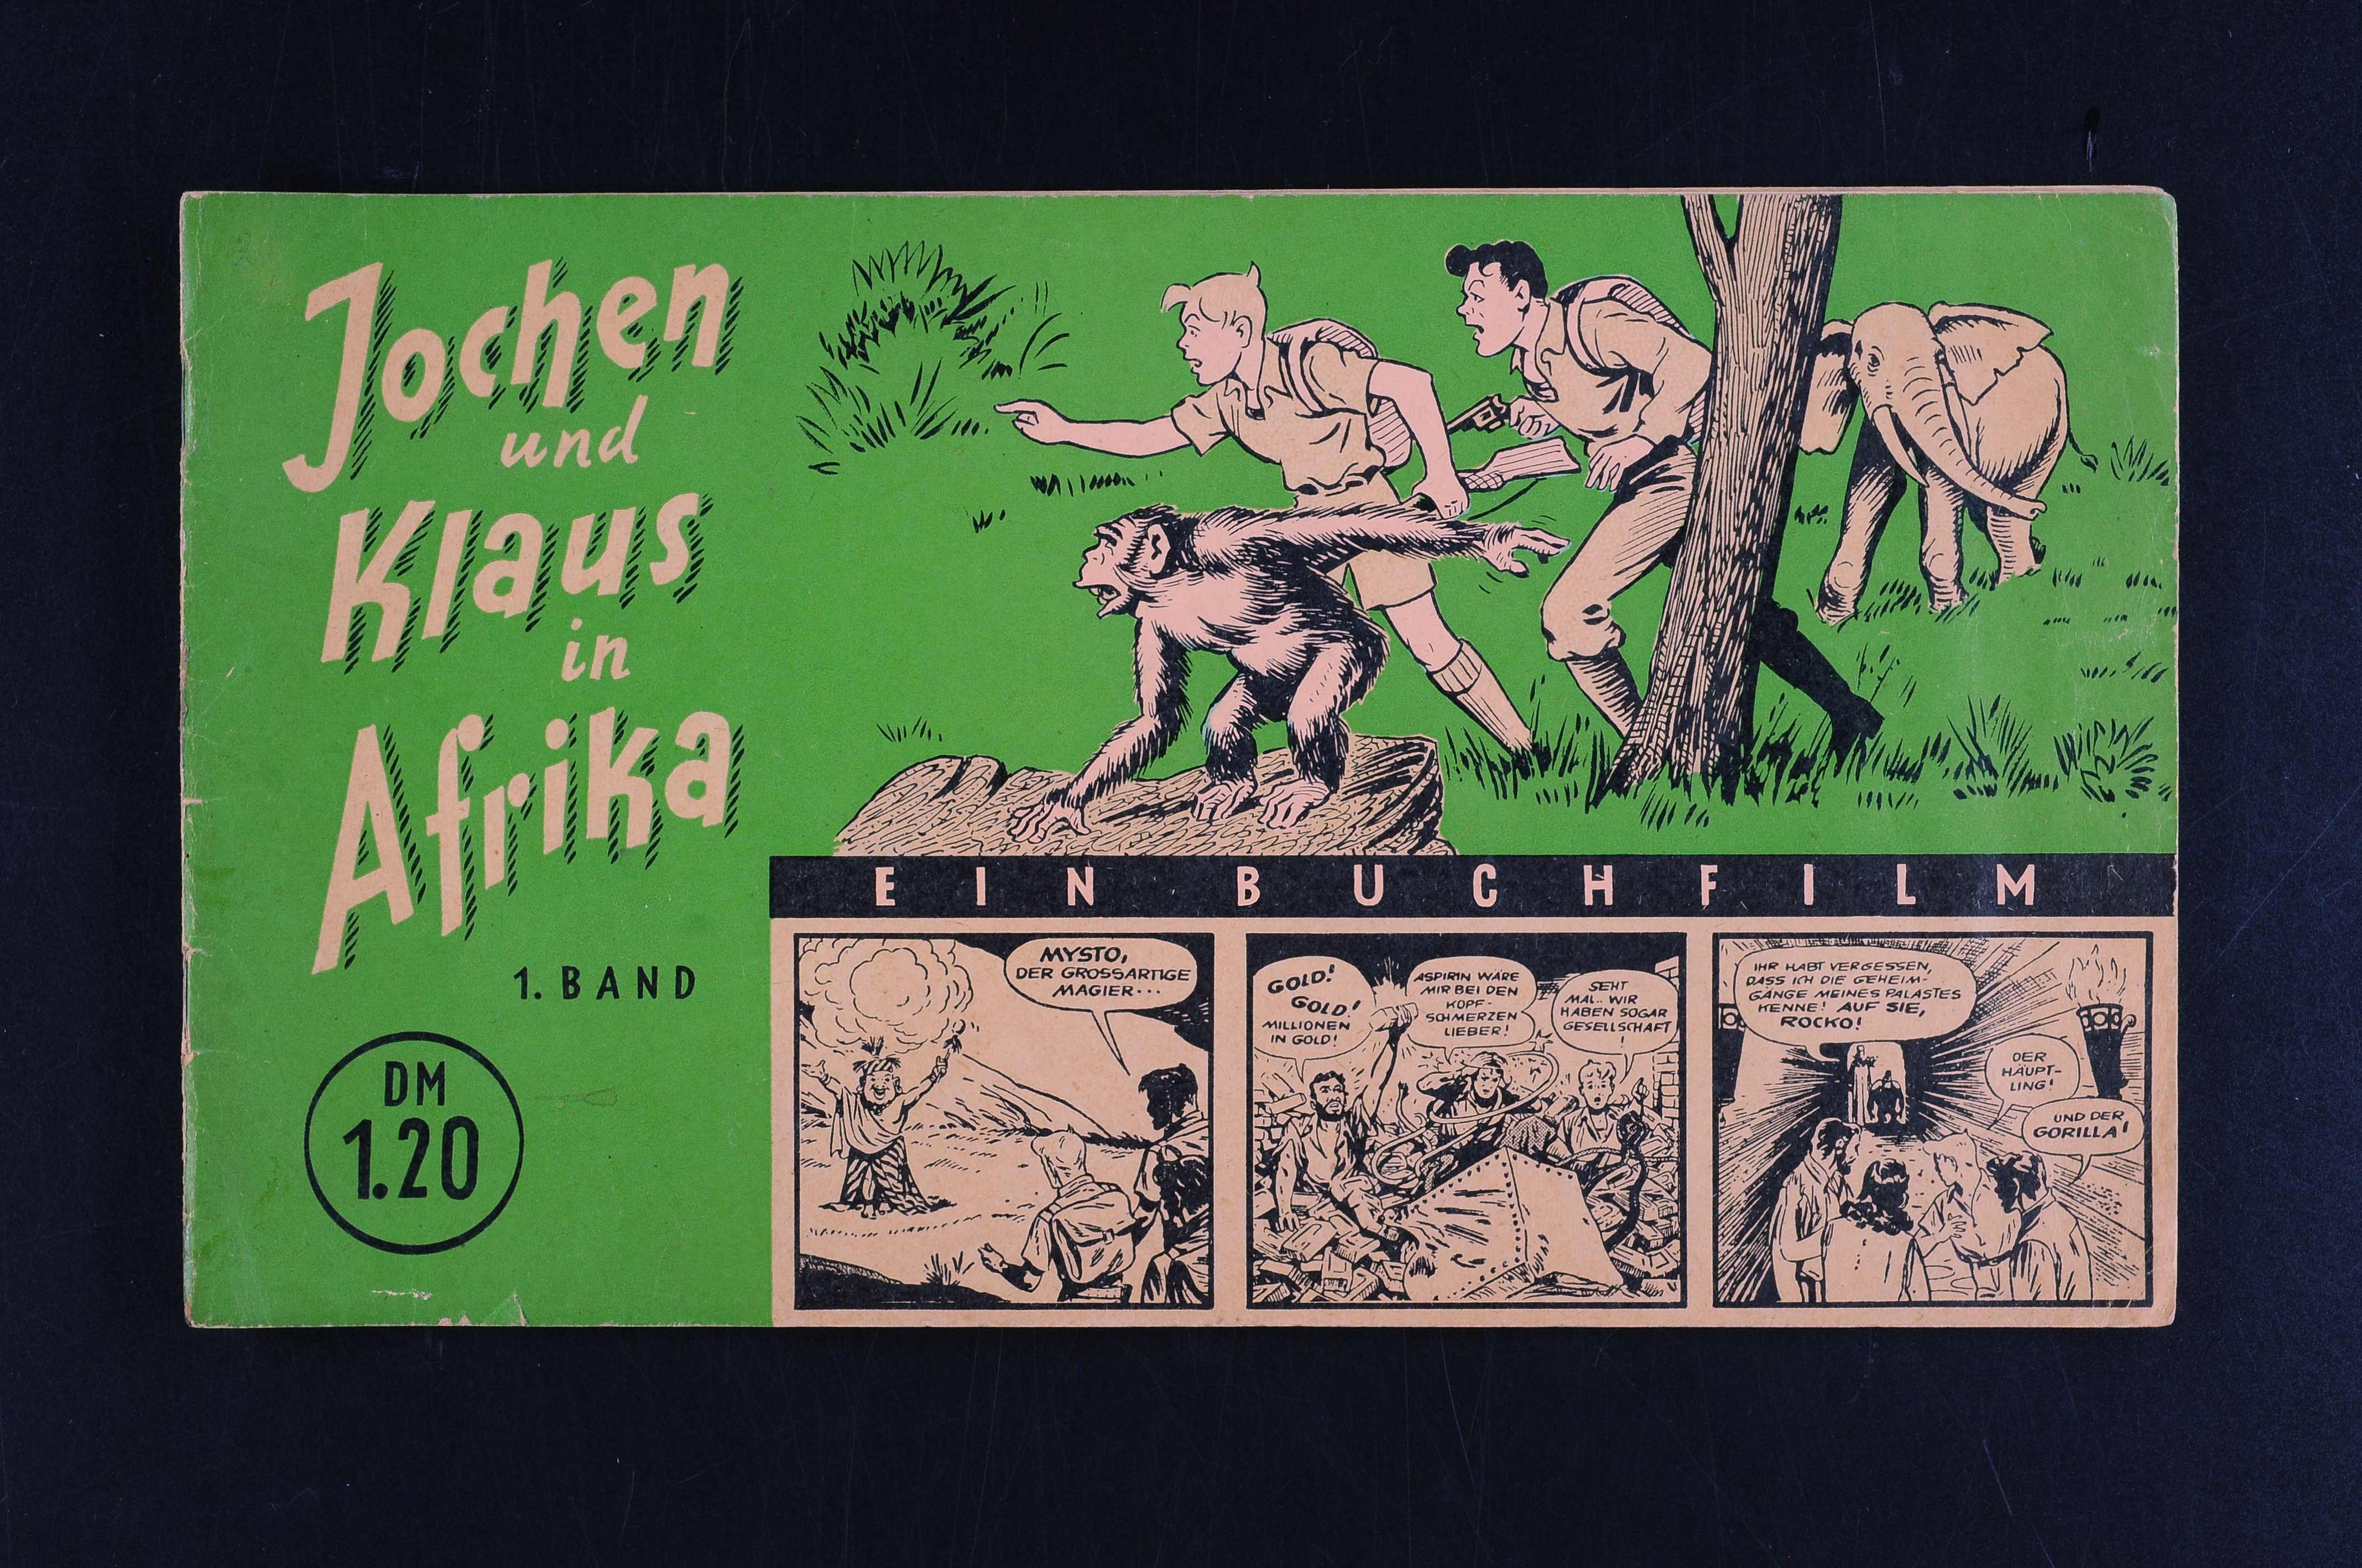 Jochen
und
Klaus
in
Afrika
1. BAND
DM
1.20
EIN BUCHFILM
MYSTO,
DER GROSSARTIGE
MAGIER...
GOLD!
GOLD!
MILLIONEN
IN GOLD!
ASPIRIN WÄRE
MIR BEI DEN
KOPF-
SCHMERZEN
LIEBER!
SEHT
MAL.. WIR
HABEN SOGAR
GESELLSCHAFT
!
IHR HABT VERGESSEN,
DASS ICH DIE GEHEIM-
GÄNGE MEINES PALASTES
KENNE! AUF SIE,
ROCKO!
DER
HÄUPT-
LING!
UND DER
GORILLA!